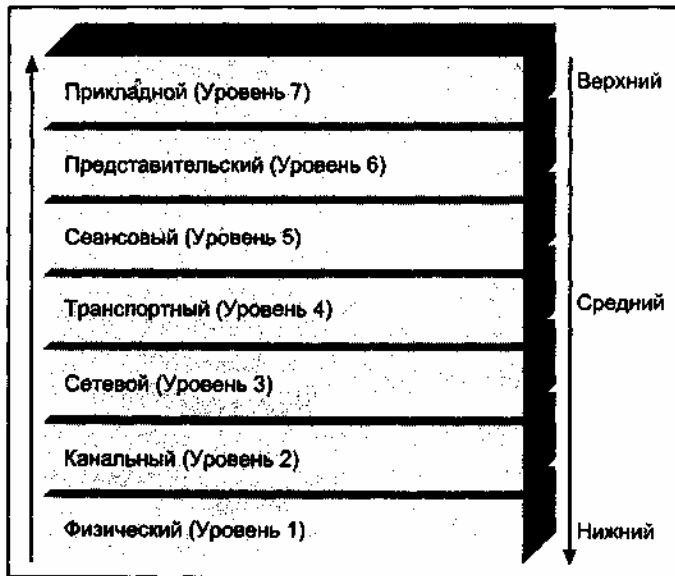 Прикладной (Уровень 7)
Верхний
Представительский (Уровень 6)
Сеансовый (Уровень 5)
Транспортный (Уровень 4)
Средний
Сетевой (Уровень 3)
Канальный (Уровень 2)
Физический (Уровень 1)
Нижний